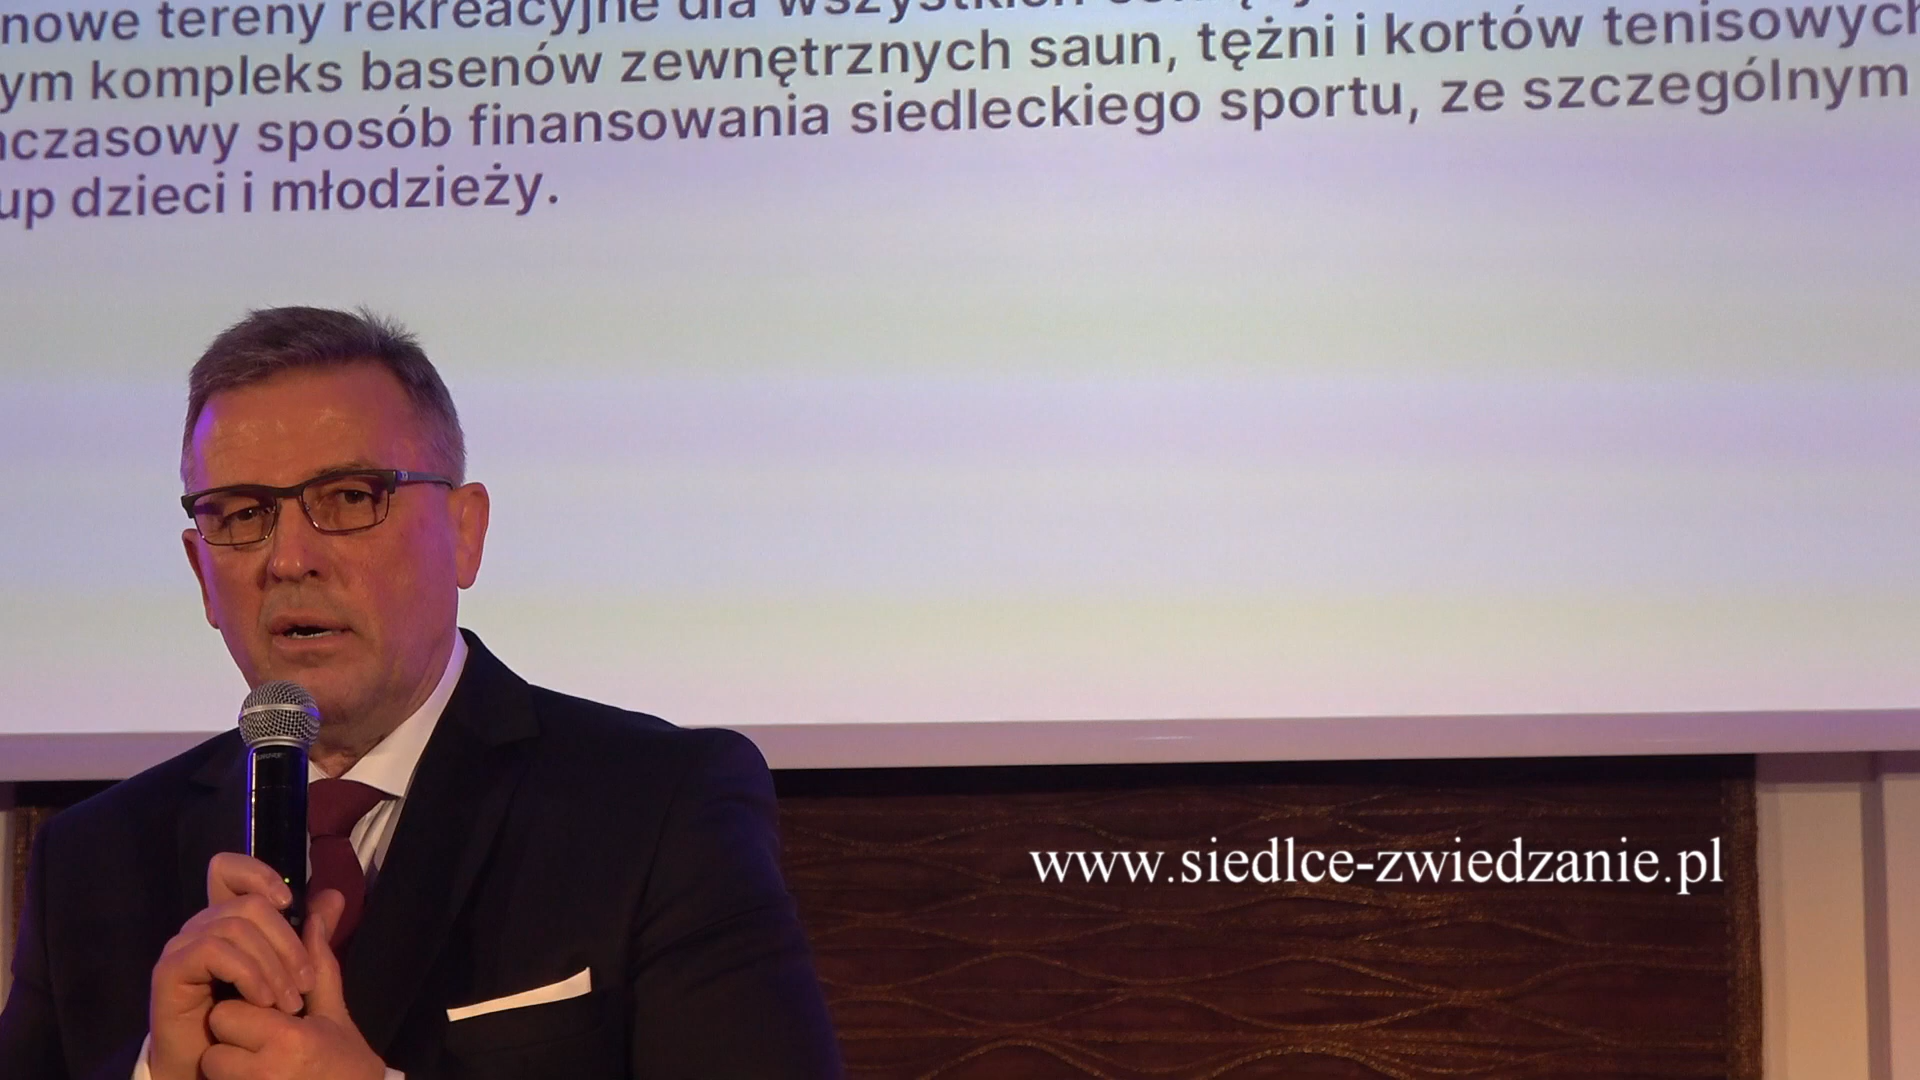 nowe tereny rekreacyjne dla wszystkich
ym kompleks basenów zewnętrznych saun, tężni i kortów tenisowych
czasowy sposób finansowania siedleckiego sportu, ze szczególnym
up dzieci i młodzieży.
www.siedlce-zwiedzanie.pl